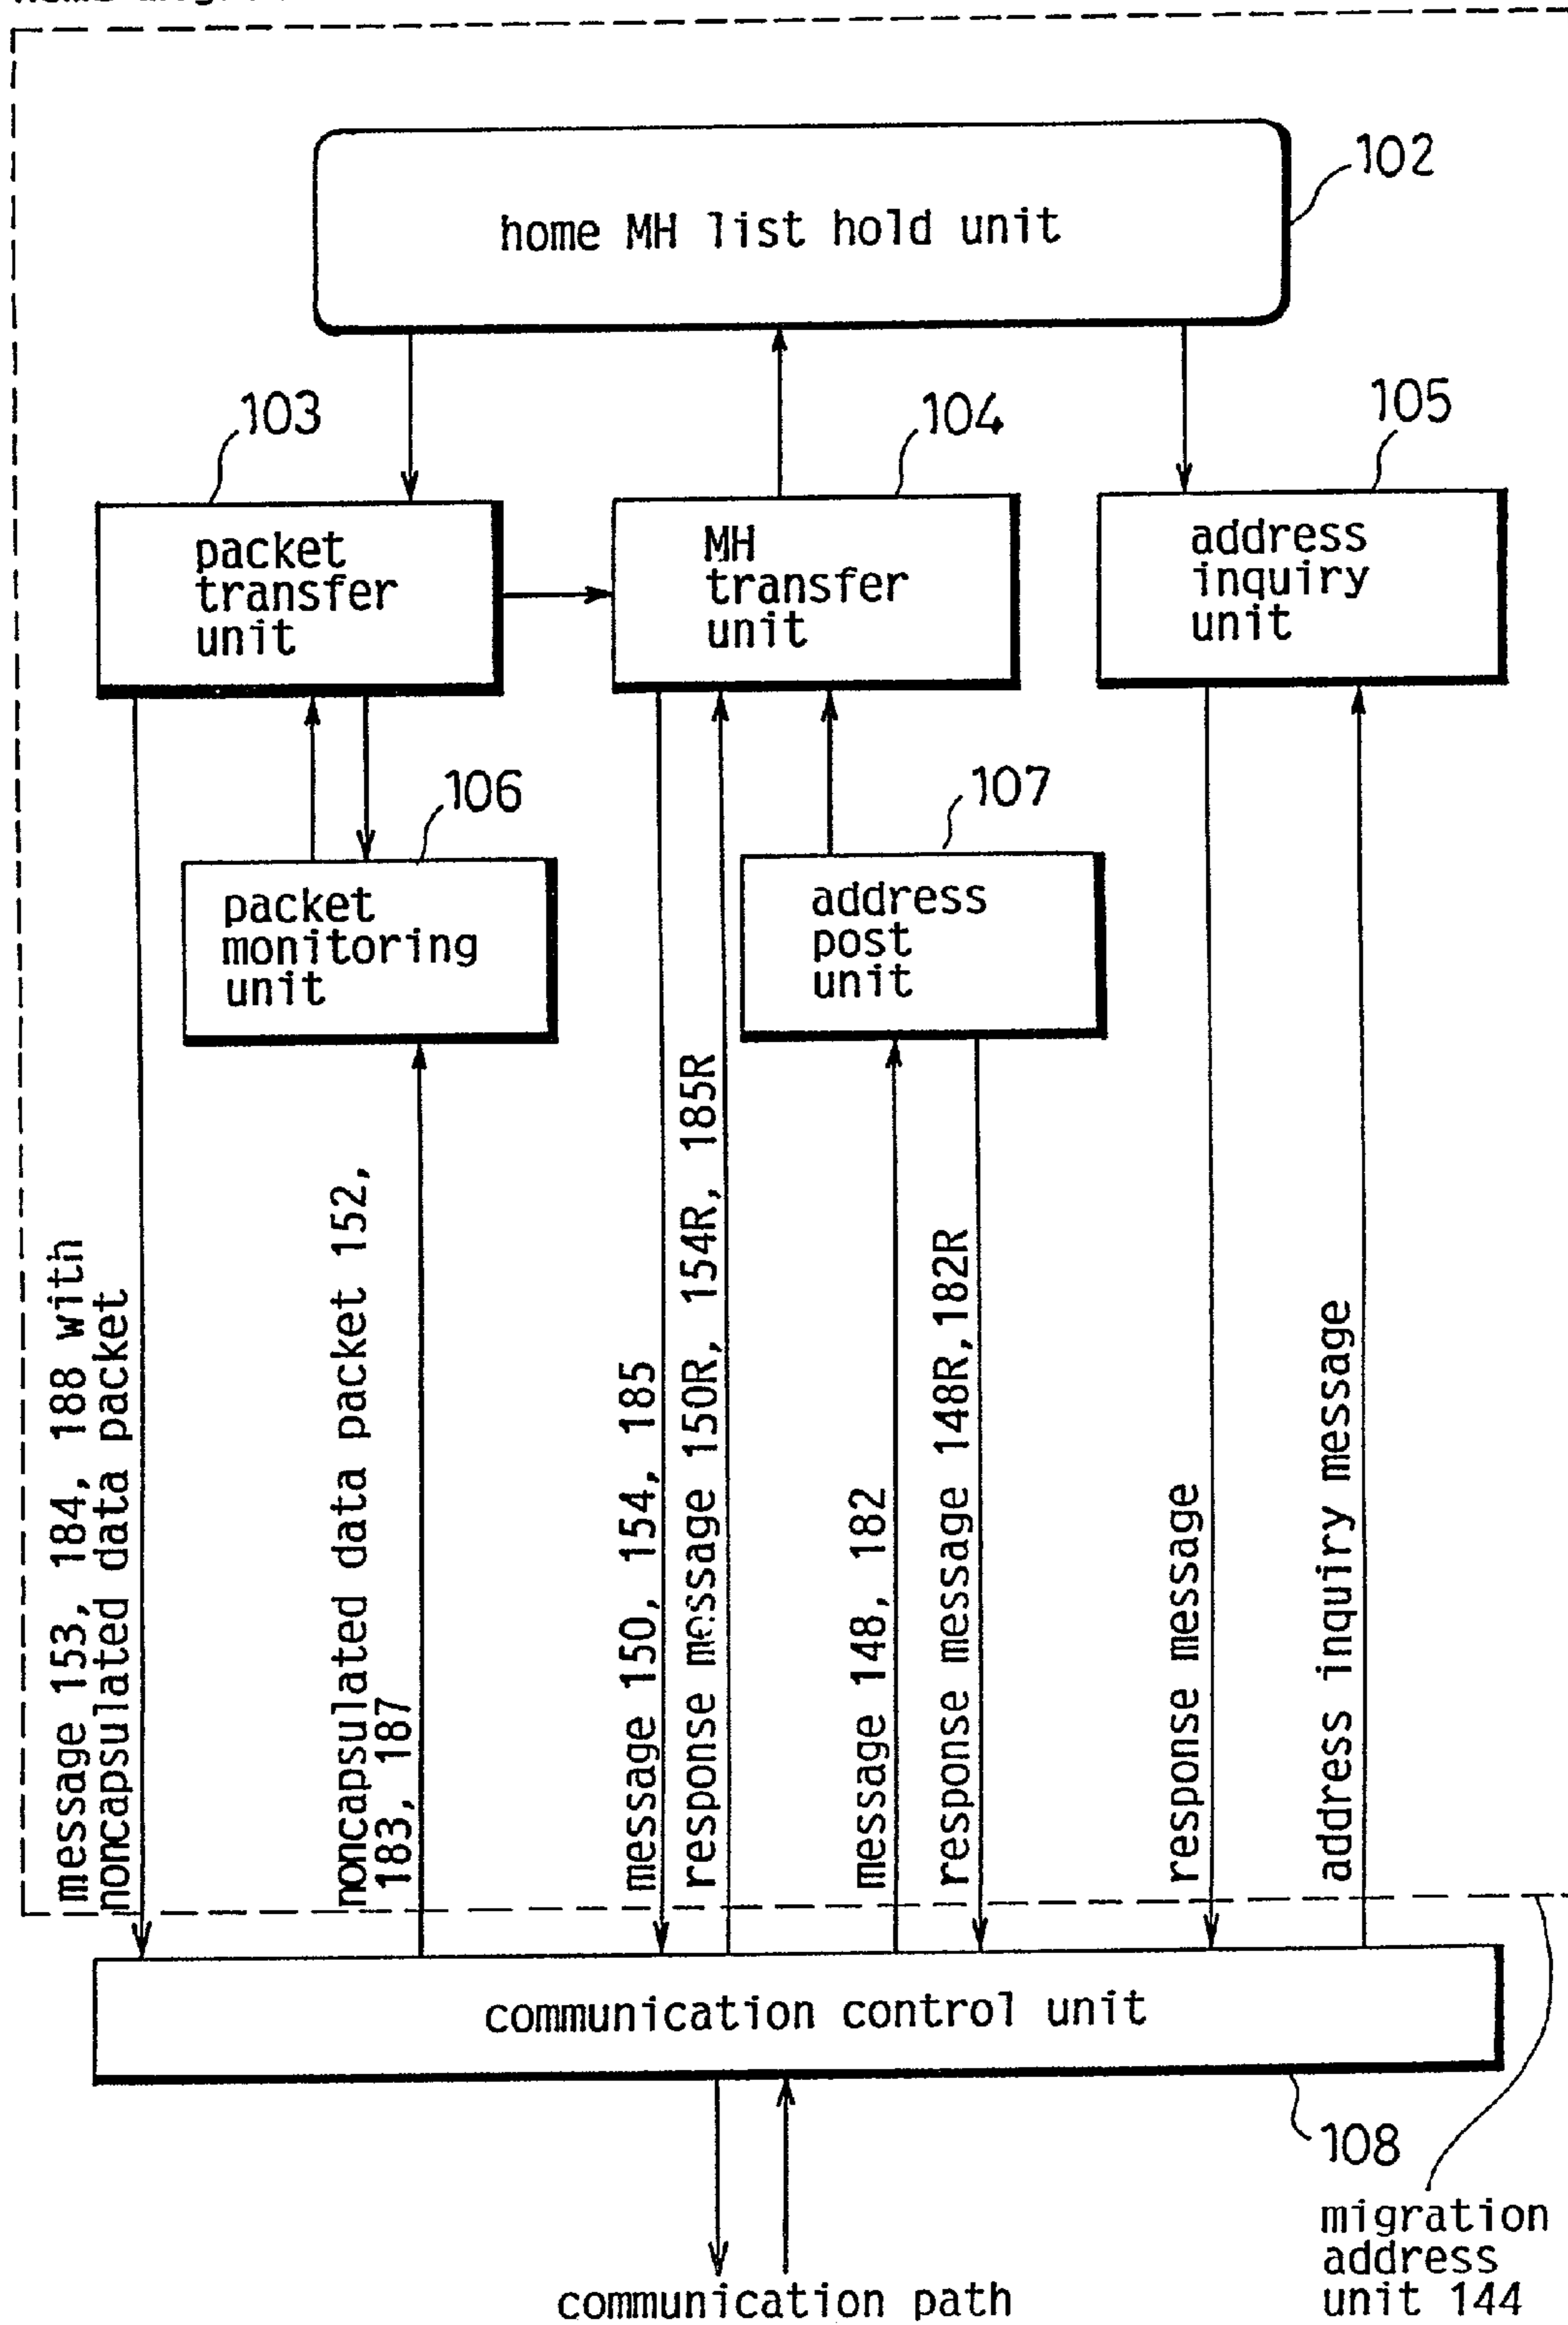 102
home MH list hold unit
103
104
105
packet
transfer
unit
MH
transfer
unit
address
inquiry
unit
106
107
packet
monitoring
unit
address
post
unit
message 153, 184, 188 with
noncapsulated data packet
noncapsulated data packet 152,
183, 187
message 150, 154, 185
response message 150R, 154R, 185R
message 148, 182
response message 148R,182R
response message
address inquiry message
communication control unit
108
migration
address
unit 144
communication path